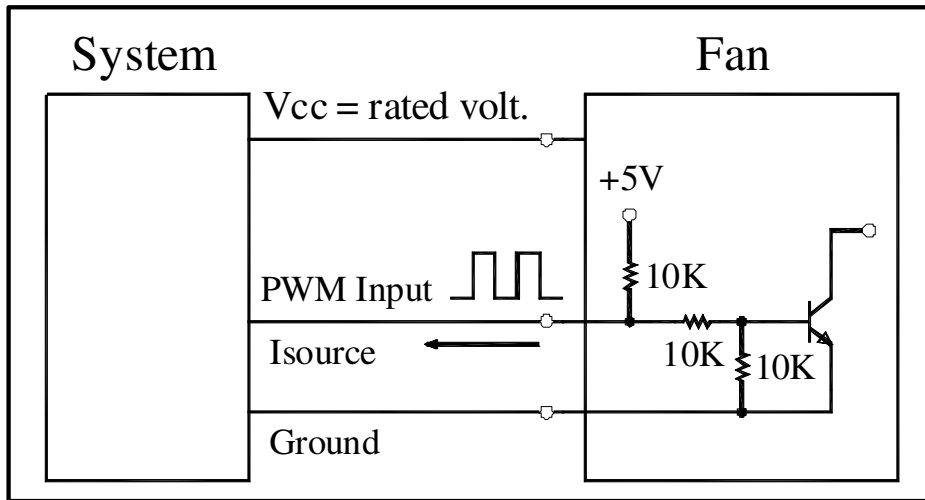 System
Fan
Vcc = rated volt.
+5V
10K
PWM Input
Isource
10K
10K
Ground